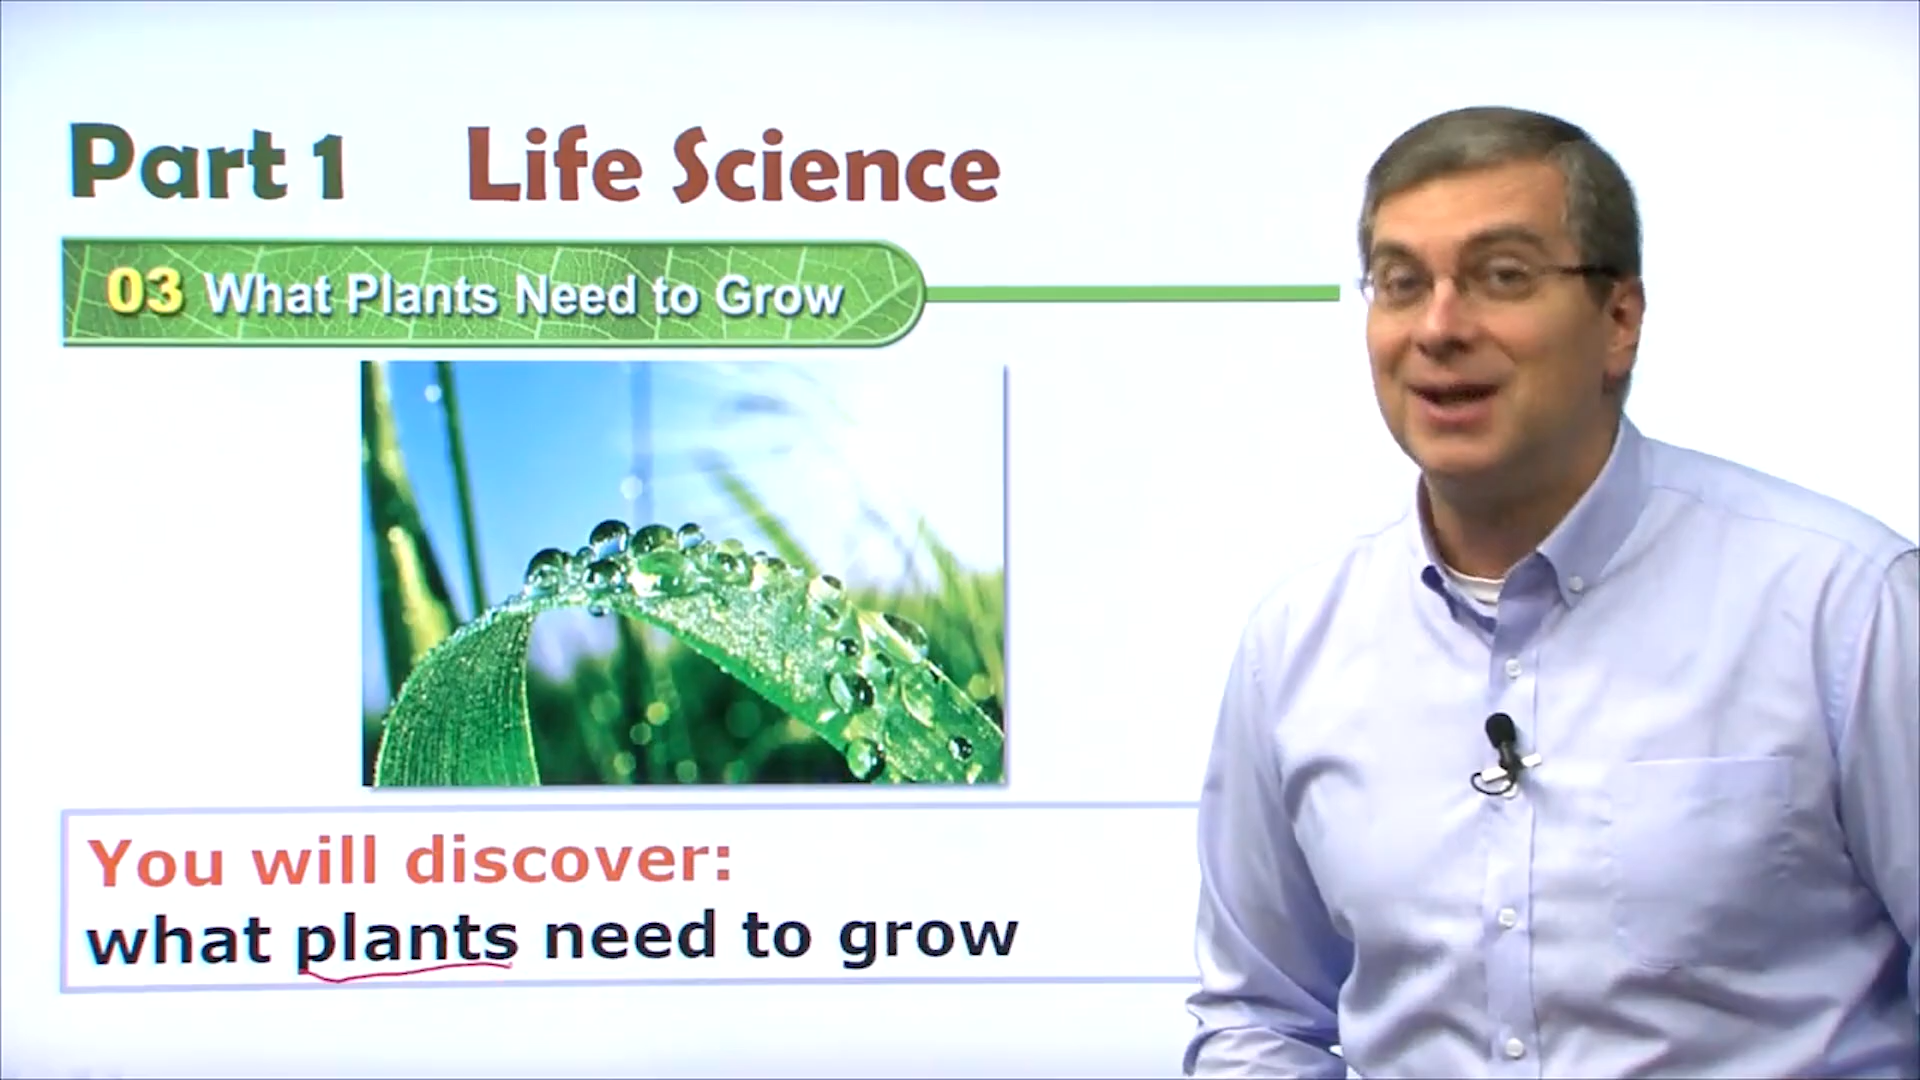 Part 1 Life Science
03 What Plants Need to Grow
You will discover:
what plants need to grow